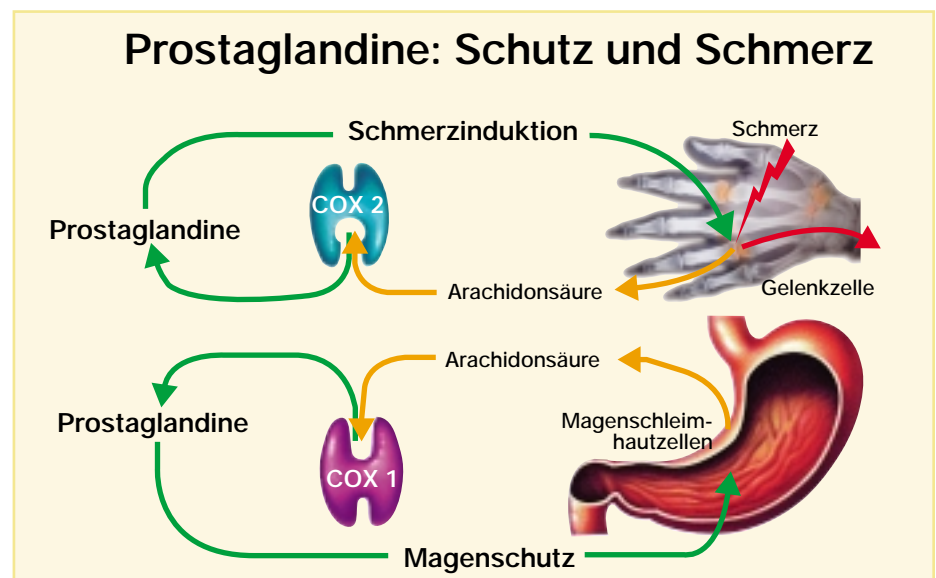 Prostaglandine: Schutz und Schmerz
Schmerzinduktion
Schmerz
COX 2
Prostaglandine
Arachidonsäure
Gelenkzelle
Arachidonsäure
Prostaglandine
Magenschleim-
hautzellen
COX 1
Magenschutz